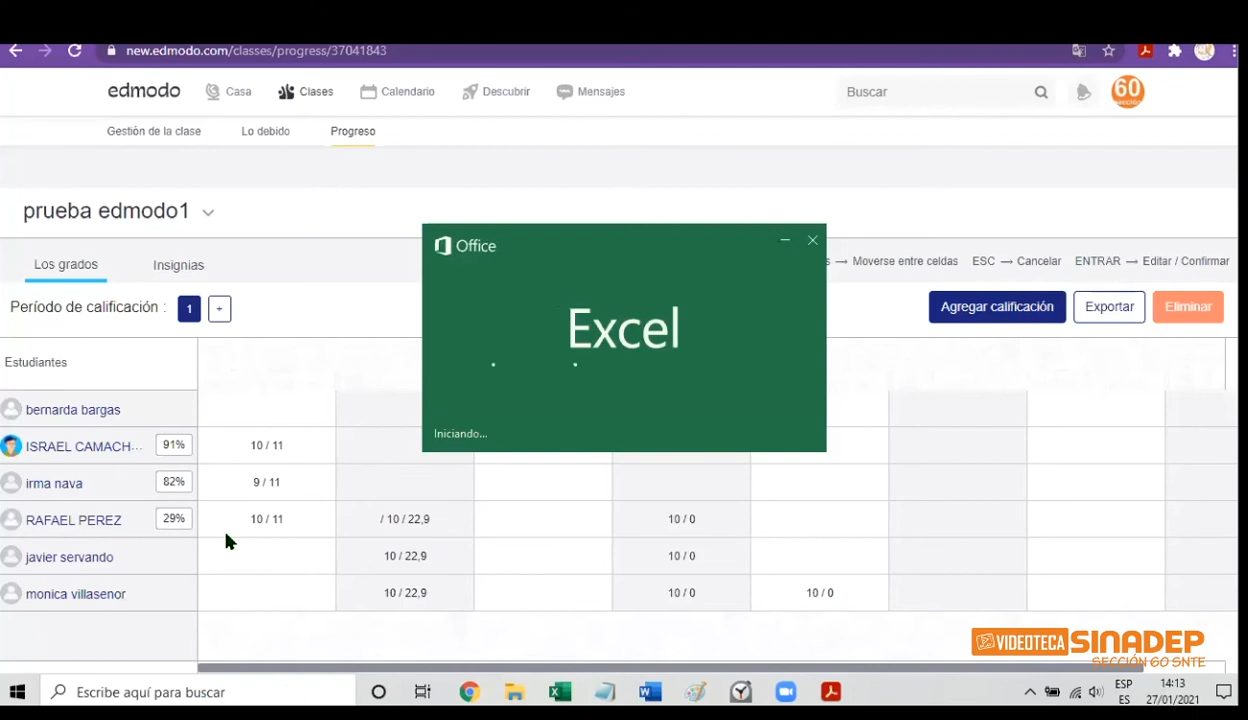 new.edmodo.com/classes/progress/37041843
edmodo Casa Clases Calendario Descubrir Mensajes Buscar 60 sección
Gestión de la clase Lo debido Progreso
prueba edmodo1
Office
Los grados Insignias s → Moverse entre celdas ESC → Cancelar ENTRAR → Editar / Confirmar
Período de calificación : 1 + Agregar calificación Exportar Eliminar
Excel
Estudiantes
bernarda bargas
Iniciando...
ISRAEL CAMACH... 91% 10 / 11
irma nava 82% 9 / 11
RAFAEL PEREZ 29% 10 / 11 / 10 / 22,9 10 / 0
javier servando 10 / 22,9 10 / 0
monica villasenor 10 / 22,9 10 / 0 10 / 0
VIDEOTECA SINADEP
SECCIÓN 60 SNTE
Escribe aquí para buscar ESP ES 14:13 27/01/2021